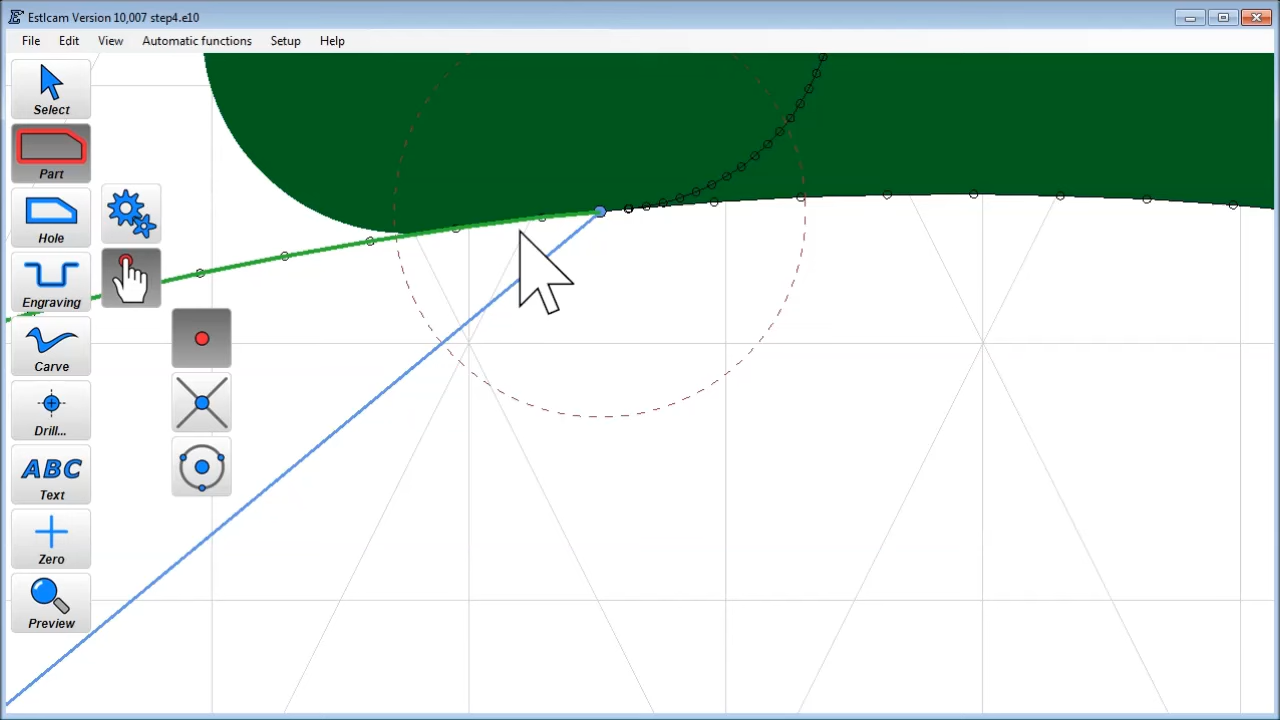 Estlcam Version 10,007 step4.e10
File Edit View Automatic functions Setup Help
Select
Part
Hole
Engraving
Carve
Drill...
ABC
Text
Zero
Preview